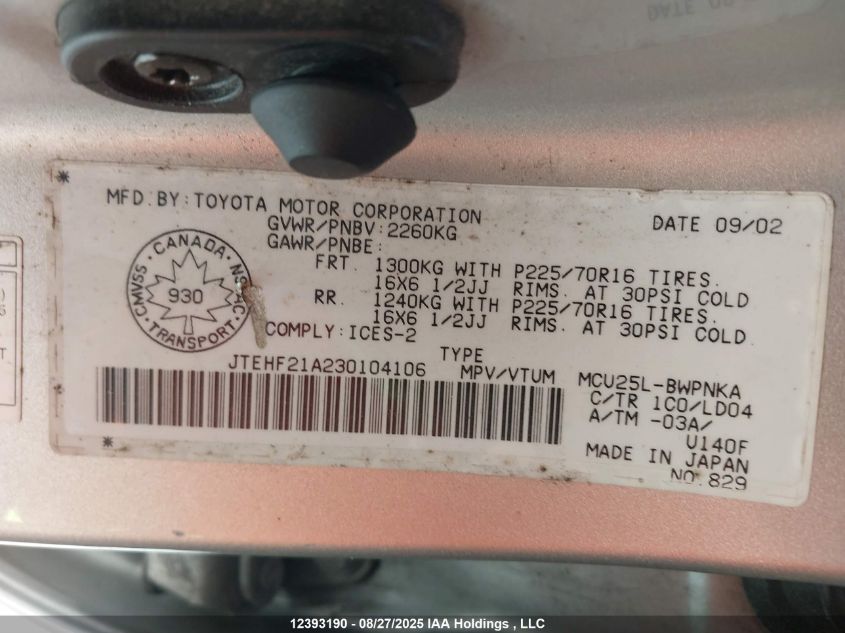 DATE 09
MFD.BY:TOYOTA MOTOR CORPORATION
GVWR/PNBV:2260KG
GAWR/PNBE:
DATE 09/02
FRT. 1300KG WITH P225/70R16 TIRES.
16X6 1/2JJ RIMS. AT 30PSI COLD
RR. 1240KG WITH P225/70R16 TIRES.
16X6 1/2JJ RIMS. AT 30PSI COLD.
CANADA
CMVSS NSVAC
930
TRANSPORT
COMPLY:ICES-2
TYPE
JTEHF21A230104106 MPV/VTUM
MCU25L-BWPNKA
C/TR 1C0/LD04
A/TM -03A/
U140F
MADE IN JAPAN
NO.829
12393190 - 08/27/2025 IAA Holdings , LLC